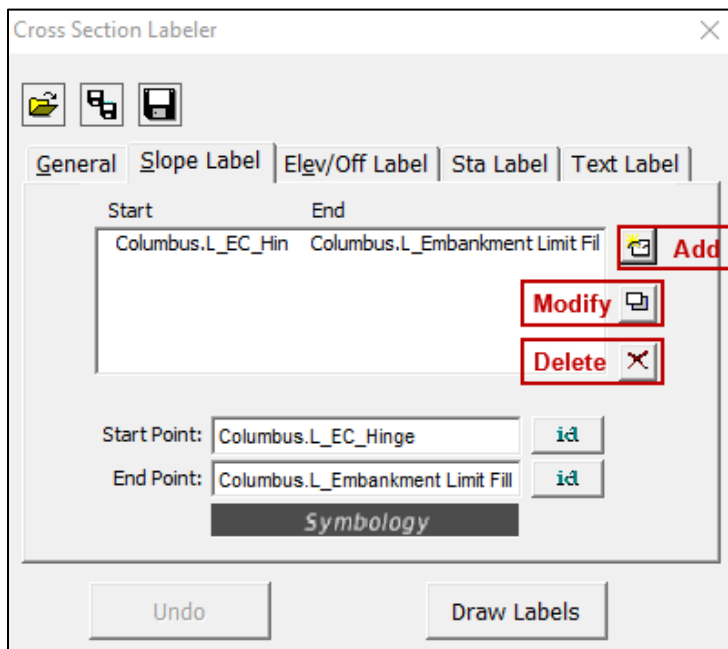 Cross Section Labeler
General Slope Label Elev/Off Label Sta Label Text Label
Start End
Columbus.L_EC_Hin Columbus.L_Embankment Limit Fil
Add
Modify
Delete
Start Point: Columbus.L_EC_Hinge id
End Point: Columbus.L_Embankment Limit Fill id
Symbology
Undo Draw Labels